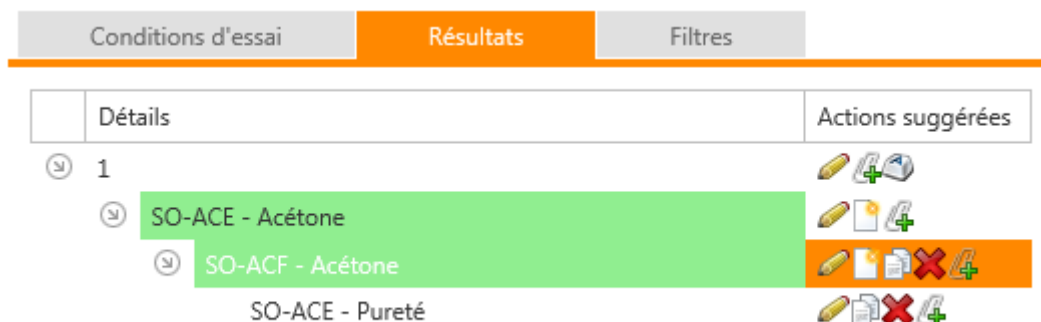 Conditions d'essai Résultats Filtres
Détails Actions suggérées
1
SO-ACE - Acétone
SO-ACF - Acétone
SO-ACE - Pureté